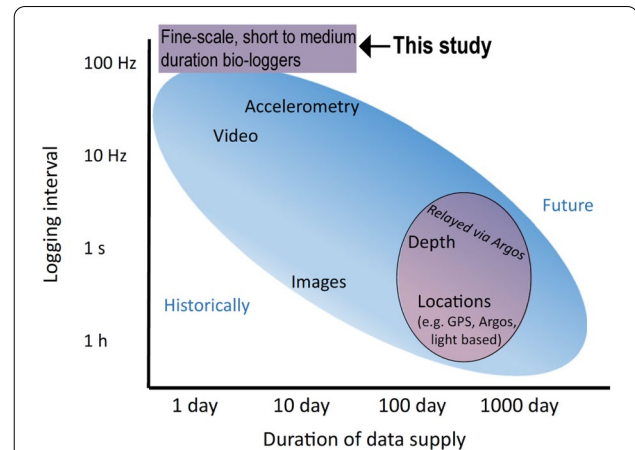 Fine-scale, short to medium
duration bio-loggers
This study
100 Hz
Accelerometry
Video
10 Hz
Logging interval
Future
Relayed via Argos
Depth
1 s
Images
Historically
Locations
(e.g. GPS, Argos,
light based)
1 h
1 day
10 day
100 day
1000 day
Duration of data supply